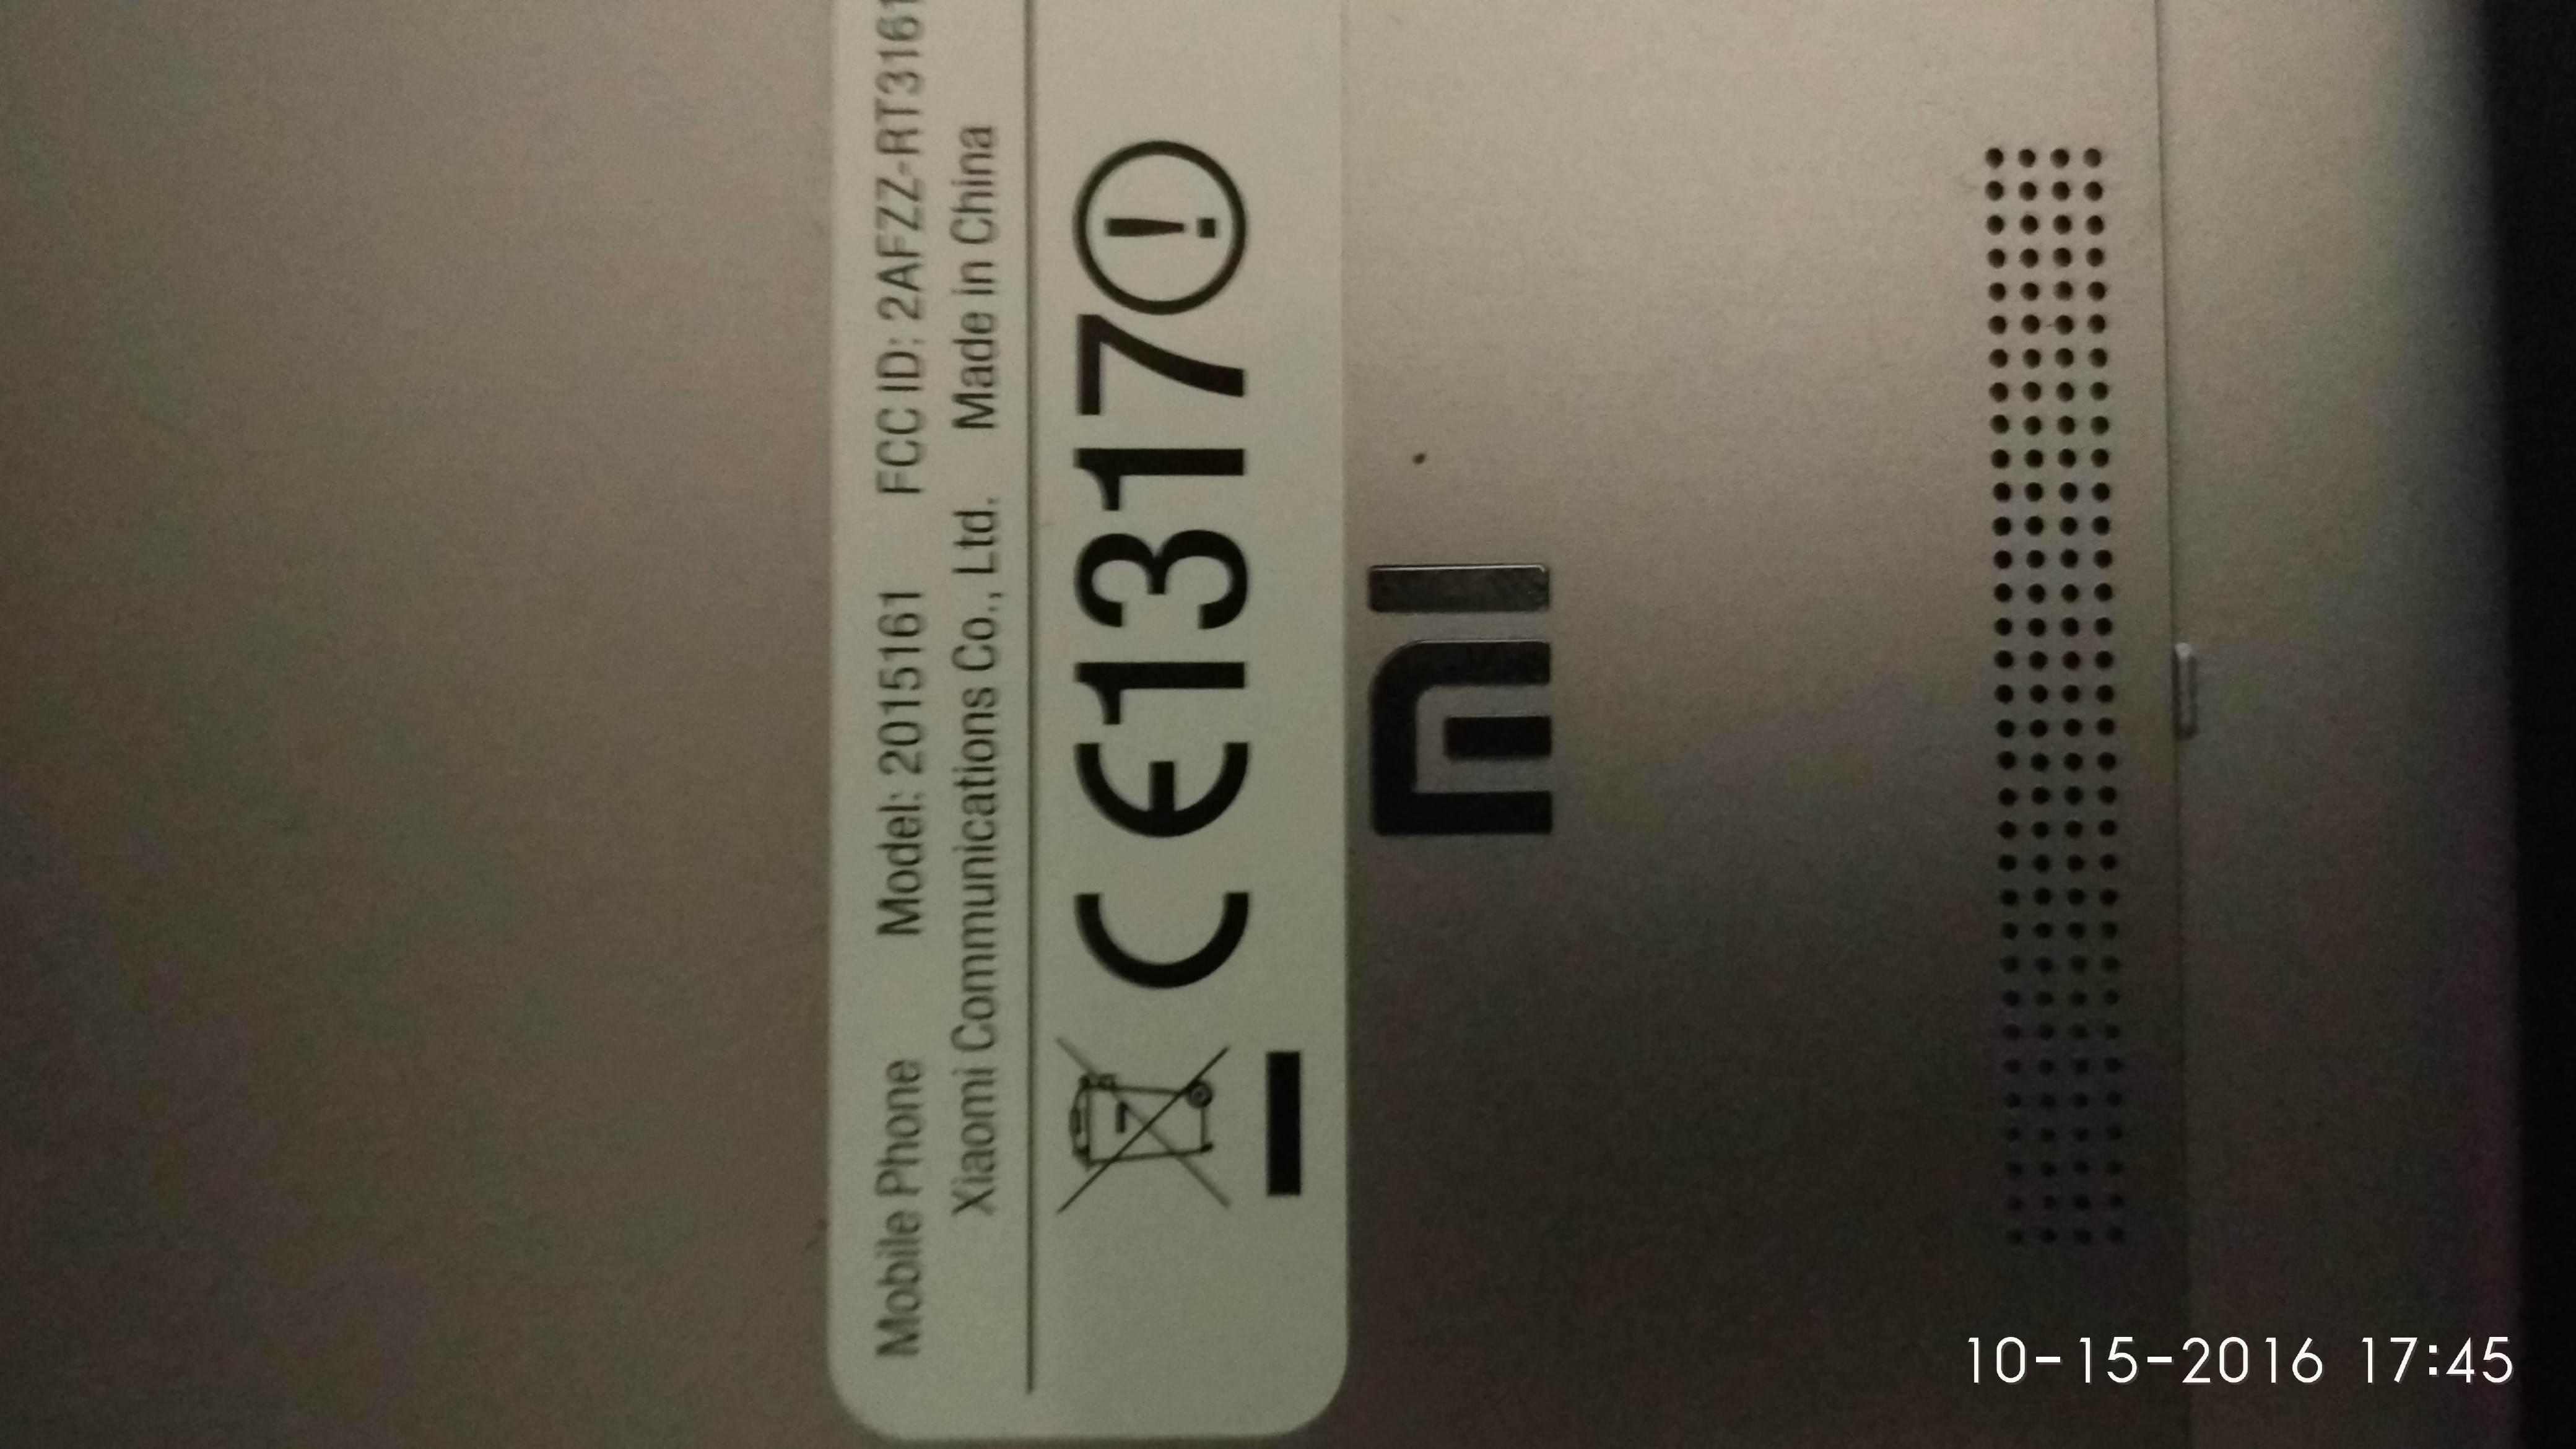 Mobile Phone Model: 2015161 FCC ID: 2AFZZ-RT3161
Xiaomi Communications Co., Ltd. Made in China
CE1317!
MI
10-15-2016 17:45